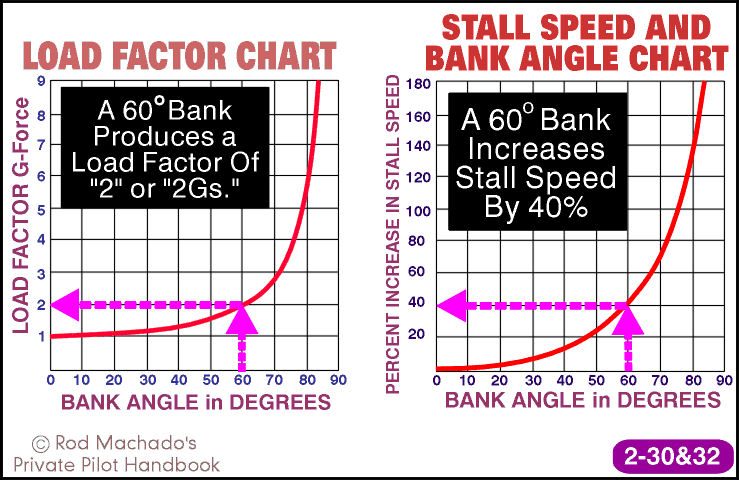 LOAD FACTOR CHART
LOAD FACTOR G-Force
9
8
7
6
5
4
3
2
1
A 60° Bank
Produces a
Load Factor Of
"2" or "2Gs."
0 10 20 30 40 50 60 70 80 90
BANK ANGLE in DEGREES
STALL SPEED AND
BANK ANGLE CHART
PERCENT INCREASE IN STALL SPEED
180
160
140
120
100
80
60
40
20
A 60° Bank
Increases
Stall Speed
By 40%
0 10 20 30 40 50 60 70 80 90
BANK ANGLE in DEGREES
© Rod Machado's
Private Pilot Handbook
2-30&32